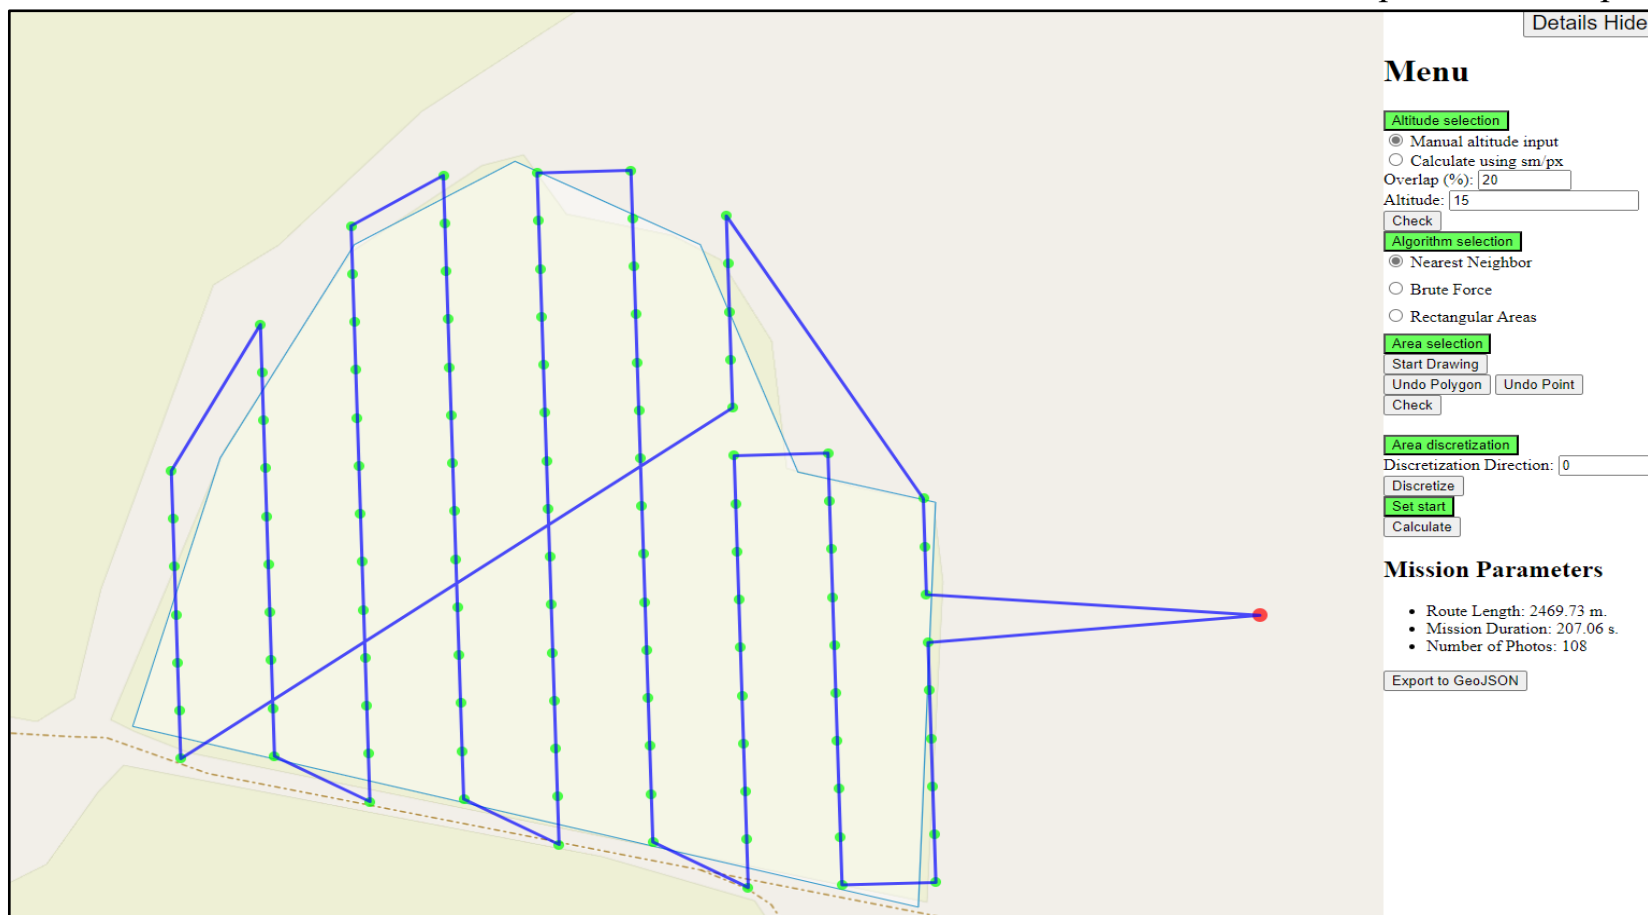 Details Hide
Menu
Altitude selection
Manual altitude input
Calculate using sm/px
Overlap (%): 20
Altitude: 15
Check
Algorithm selection
Nearest Neighbor
Brute Force
Rectangular Areas
Area selection
Start Drawing
Undo Polygon Undo Point
Check
Area discretization
Discretization Direction: 0
Discretize
Set start
Calculate
Mission Parameters
• Route Length: 2469.73 m.
• Mission Duration: 207.06 s.
• Number of Photos: 108
Export to GeoJSON